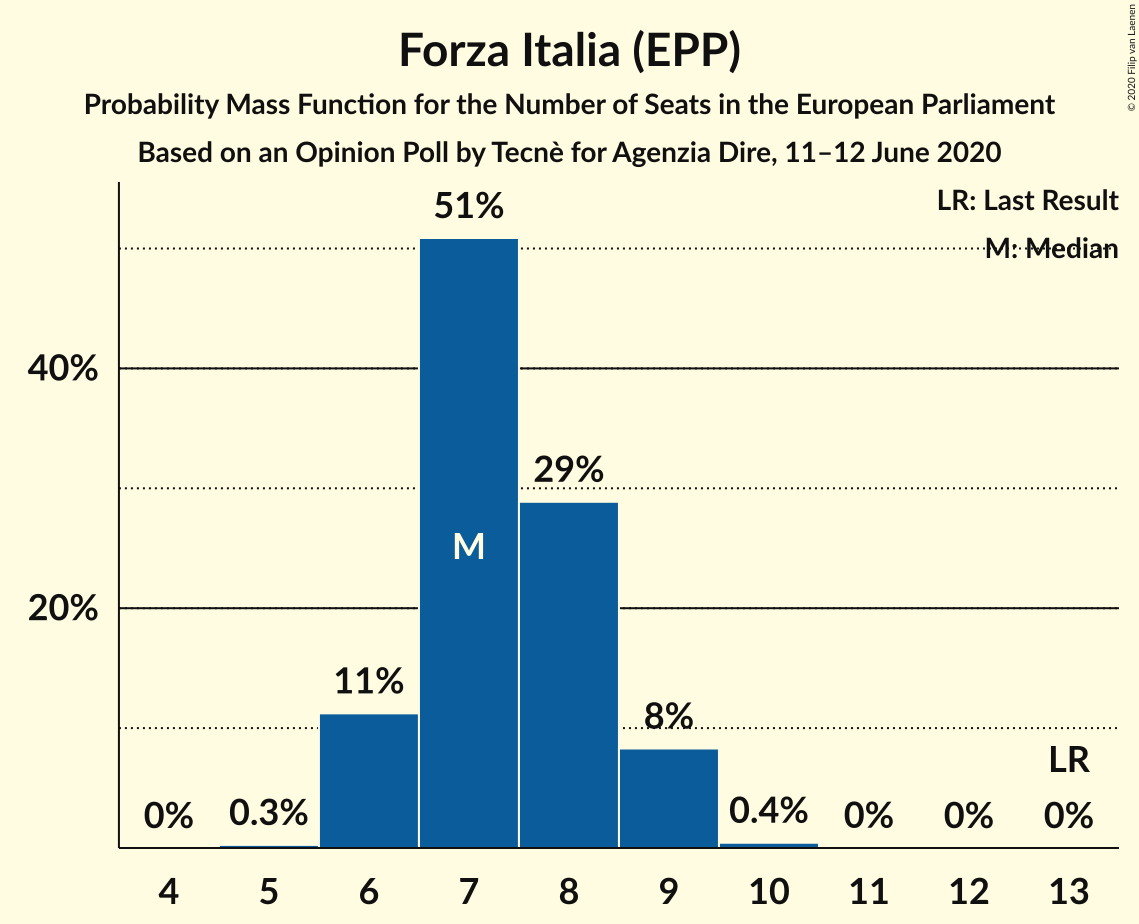 Forza Italia (EPP)
Probability Mass Function for the Number of Seats in the European Parliament
Based on an Opinion Poll by Tecnè for Agenzia Dire, 11–12 June 2020
© 2020 Filip van Laenen
LR: Last Result
M: Median
51%
40%
29%
M
20%
11%
8%
LR
0% 0.3% 0.4% 0% 0% 0%
4 5 6 7 8 9 10 11 12 13